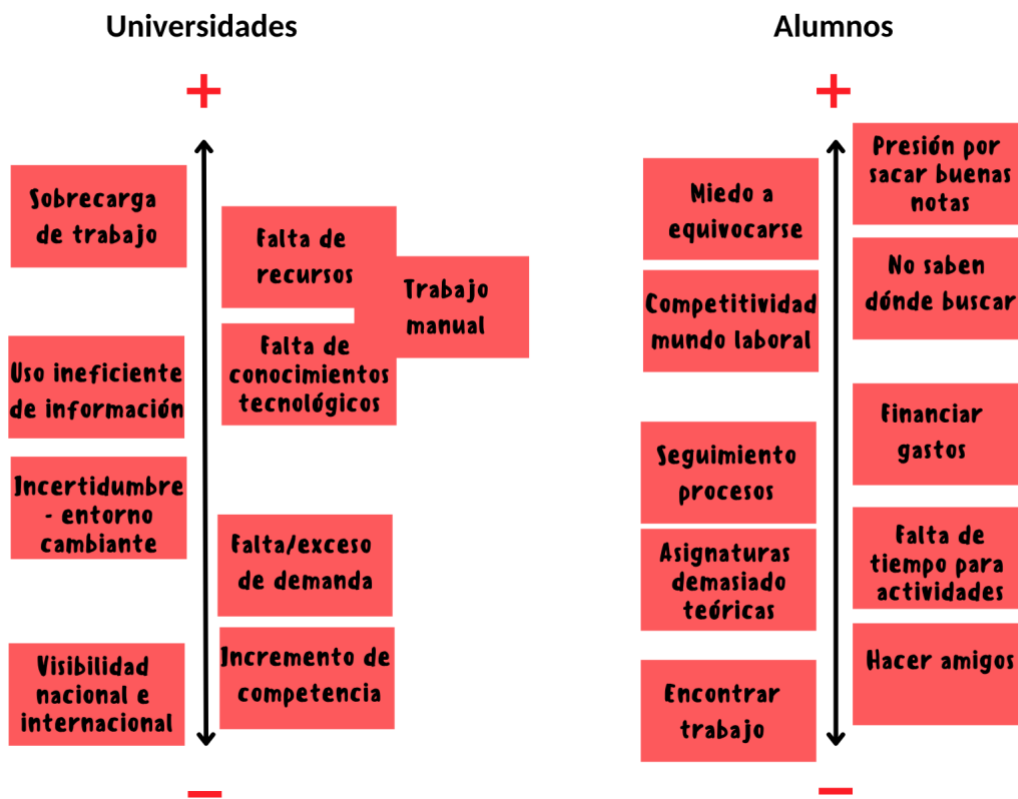 Universidades
+
Sobrecarga
de trabajo
Falta de
recursos
Trabajo
manual
Uso ineficiente
de información
Falta de
conocimientos
tecnológicos
Incertidumbre
- entorno
cambiante
Falta/exceso
de demanda
Visibilidad
nacional e
internacional
Incremento de
competencia
−
Alumnos
+
Presión por
sacar buenas
notas
Miedo a
equivocarse
No saben
dónde buscar
Competitividad
mundo laboral
Financiar
gastos
Seguimiento
procesos
Falta de
tiempo para
actividades
Asignaturas
demasiado
teóricas
Hacer amigos
Encontrar
trabajo
−